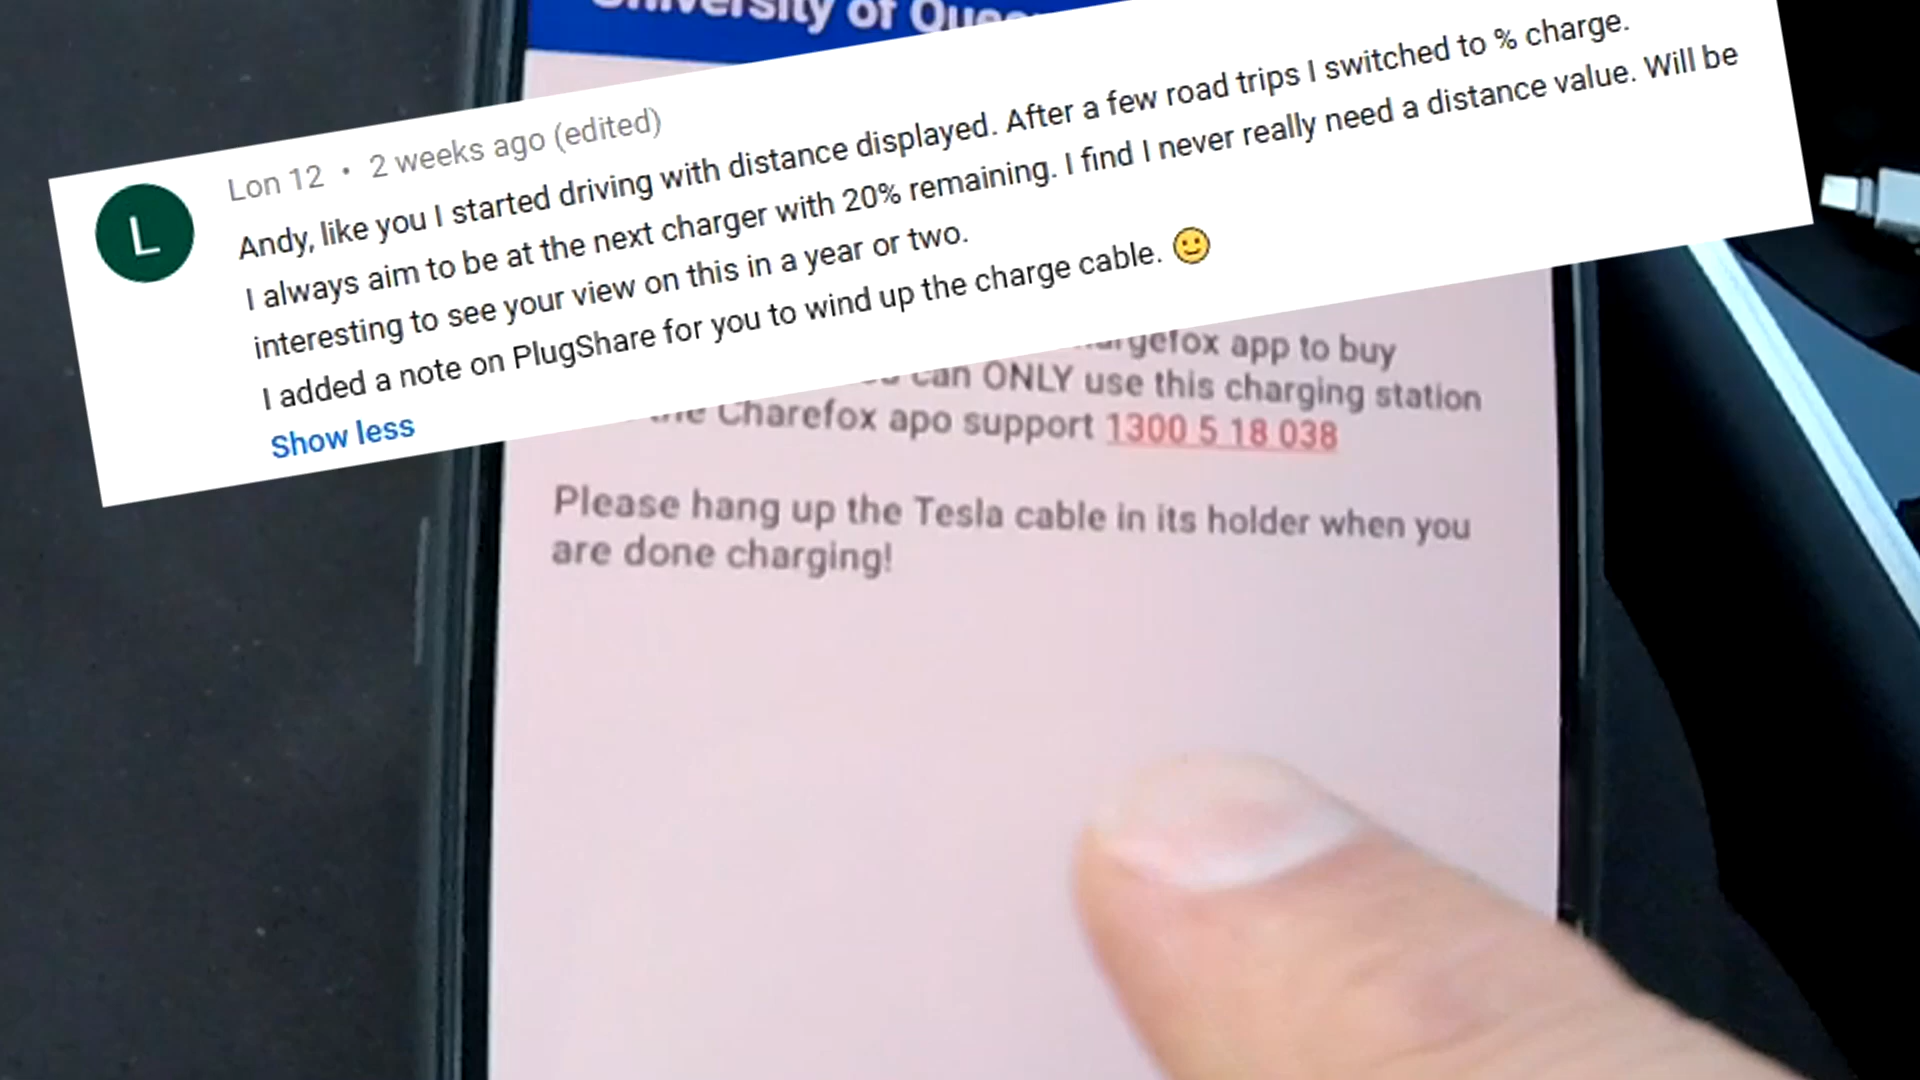 University of
Lon 12 • 2 weeks ago (edited)
Andy, like you I started driving with distance displayed. After a few road trips I switched to % charge.
I always aim to be at the next charger with 20% remaining. I find I never really need a distance value. Will be
interesting to see your view on this in a year or two.
I added a note on PlugShare for you to wind up the charge cable. 🙂
Show less
L
app to buy
can ONLY use this charging station
Charefox apo support 1300 5 18 038
Please hang up the Tesla cable in its holder when you
are done charging!